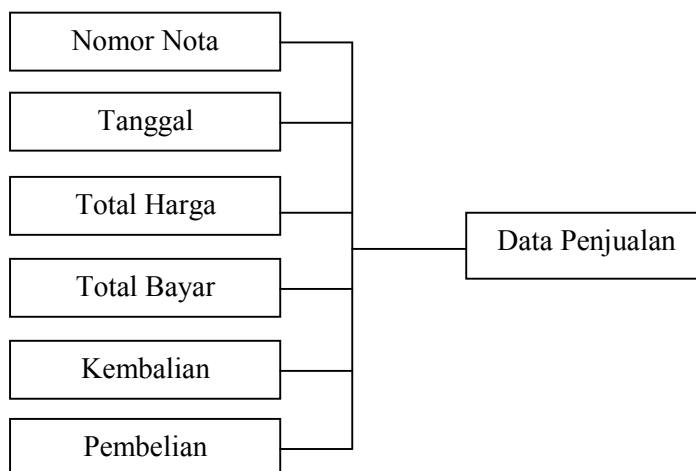 Nomor Nota
Tanggal
Total Harga
Data Penjualan
Total Bayar
Kembalian
Pembelian